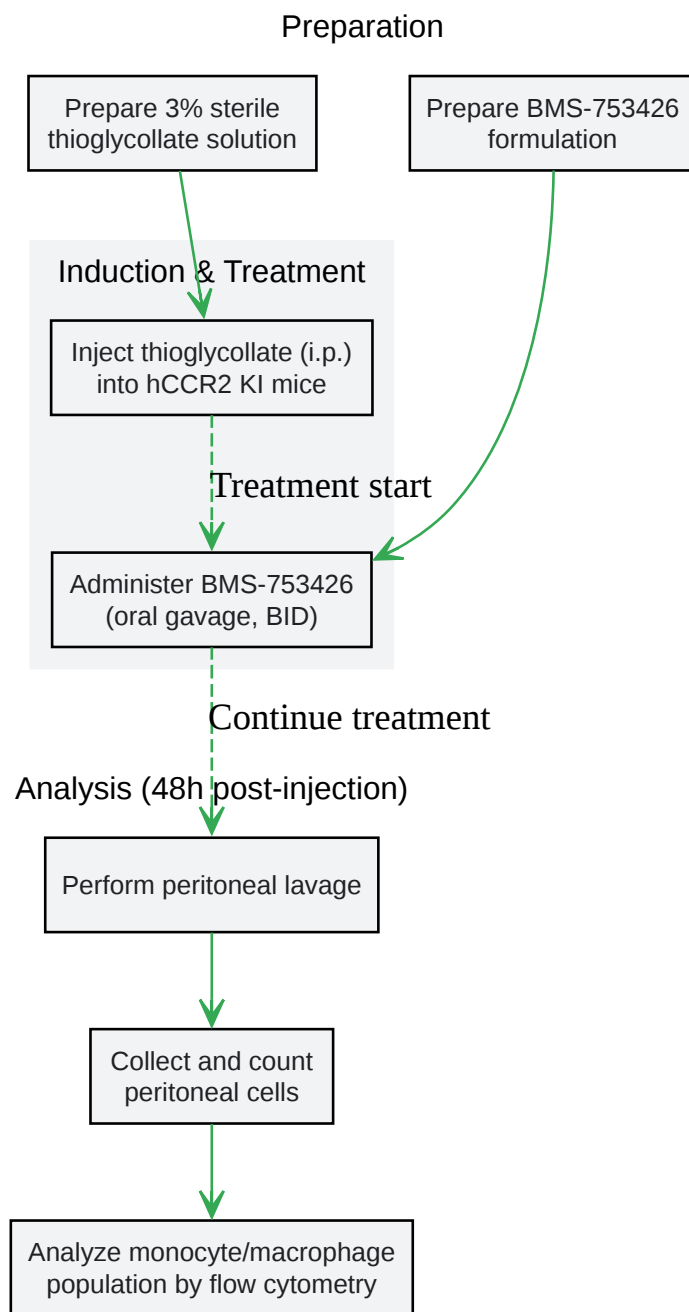 Preparation
Prepare 3% sterile
thioglycollate solution
Prepare BMS-753426
formulation
Induction & Treatment
Inject thioglycollate (i.p.)
into hCCR2 KI mice
Treatment start
Administer BMS-753426
(oral gavage, BID)
Continue treatment
Analysis (48h post-injection)
Perform peritoneal lavage
Collect and count
peritoneal cells
Analyze monocyte/macrophage
population by flow cytometry